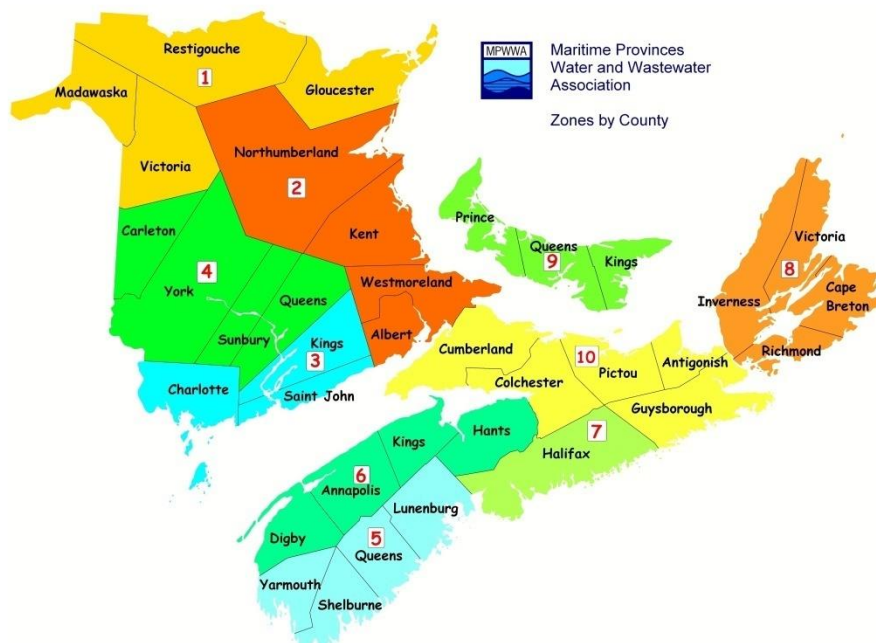 MPWWA
Maritime Provinces
Water and Wastewater
Association
Zones by County
Restigouche
1
Madawaska
Gloucester
Victoria
Northumberland
2
Carleton
Kent
4
York
Queens
Westmoreland
Sunbury
Kings
3
Albert
Charlotte
Saint John
Prince
Queens
9
Kings
Victoria
8
Inverness
Cape
Breton
Richmond
Cumberland
10
Pictou
Antigonish
Colchester
Guysborough
7
Halifax
Hants
Kings
6
Annapolis
Lunenburg
Digby
5
Queens
Yarmouth
Shelburne